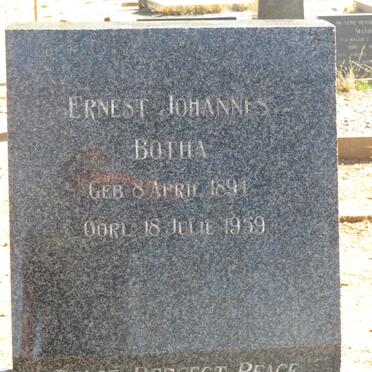 ERNEST JOHANNES
BOTHA
GEB 8 APRIL 1894
OORL 18 JULIE 1959
PERFECT PEACE